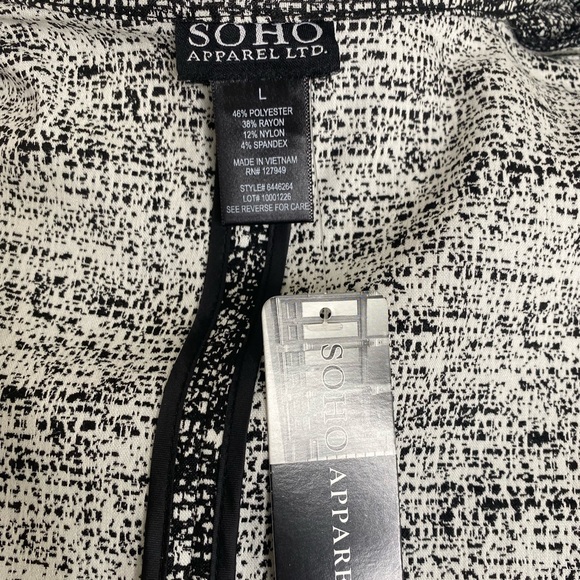 SOHO
APPAREL LTD.
L
46% POLYESTER
38% RAYON
12% NYLON
4% SPANDEX
MADE IN VIETNAM
RN# 127949
STYLE# 6446264
LOT# 10001226
SEE REVERSE FOR CARE
SOHO APPARE